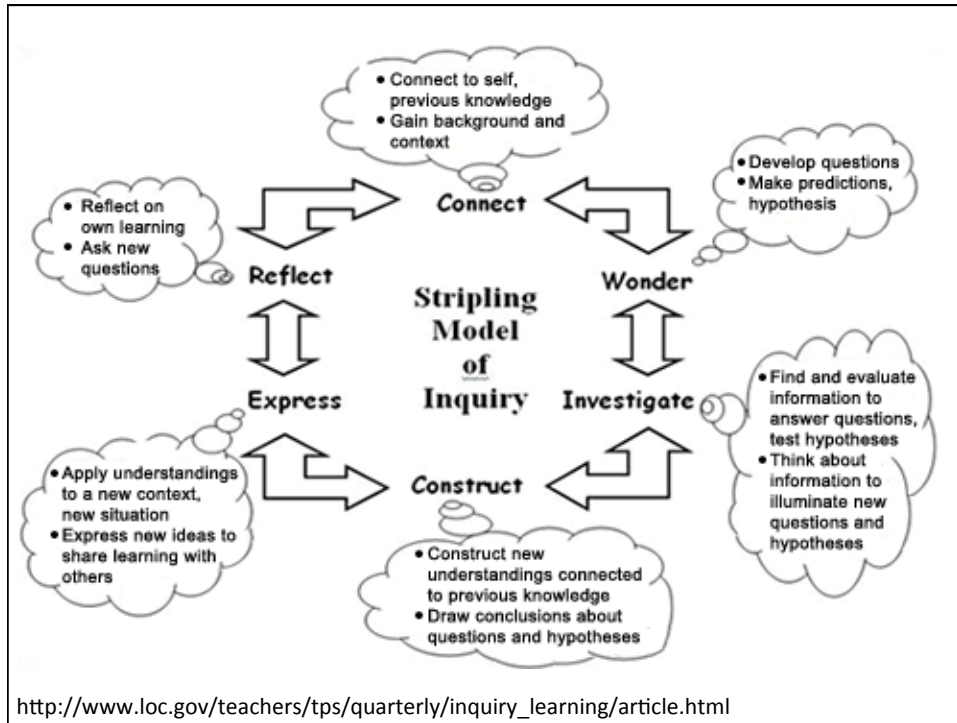 • Connect to self,
previous knowledge
• Gain background and
context
Connect
• Develop questions
• Make predictions,
hypothesis
Wonder
• Find and evaluate
information to
answer questions,
test hypotheses
• Think about
information to
illuminate new
questions and
hypotheses
Investigate
• Construct new
understandings connected
to previous knowledge
• Draw conclusions about
questions and hypotheses
Construct
• Apply understandings
to a new context,
new situation
• Express new ideas to
share learning with
others
Express
• Reflect on
own learning
• Ask new
questions
Reflect
Stripling
Model
of
Inquiry
http://www.loc.gov/teachers/tps/quarterly/inquiry_learning/article.html